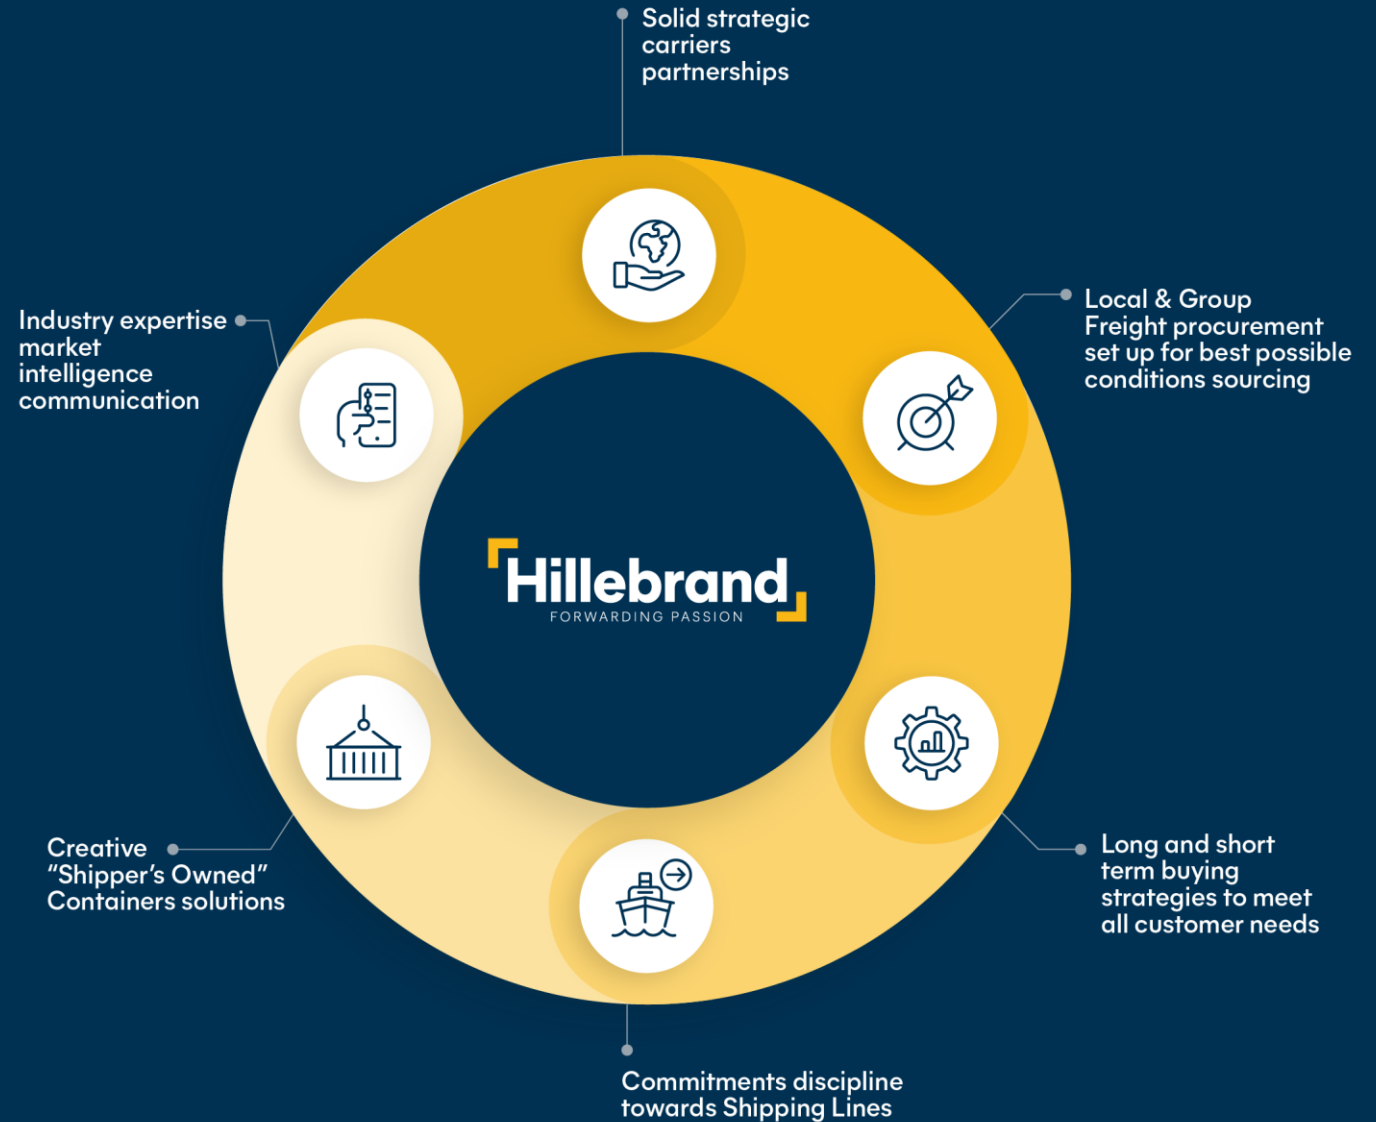 Solid strategic
carriers
partnerships
Local & Group
Freight procurement
set up for best possible
conditions sourcing
Long and short
term buying
strategies to meet
all customer needs
Commitments discipline
towards Shipping Lines
Creative
“Shipper’s Owned”
Containers solutions
Industry expertise
market
intelligence
communication
Hillebrand
FORWARDING PASSION